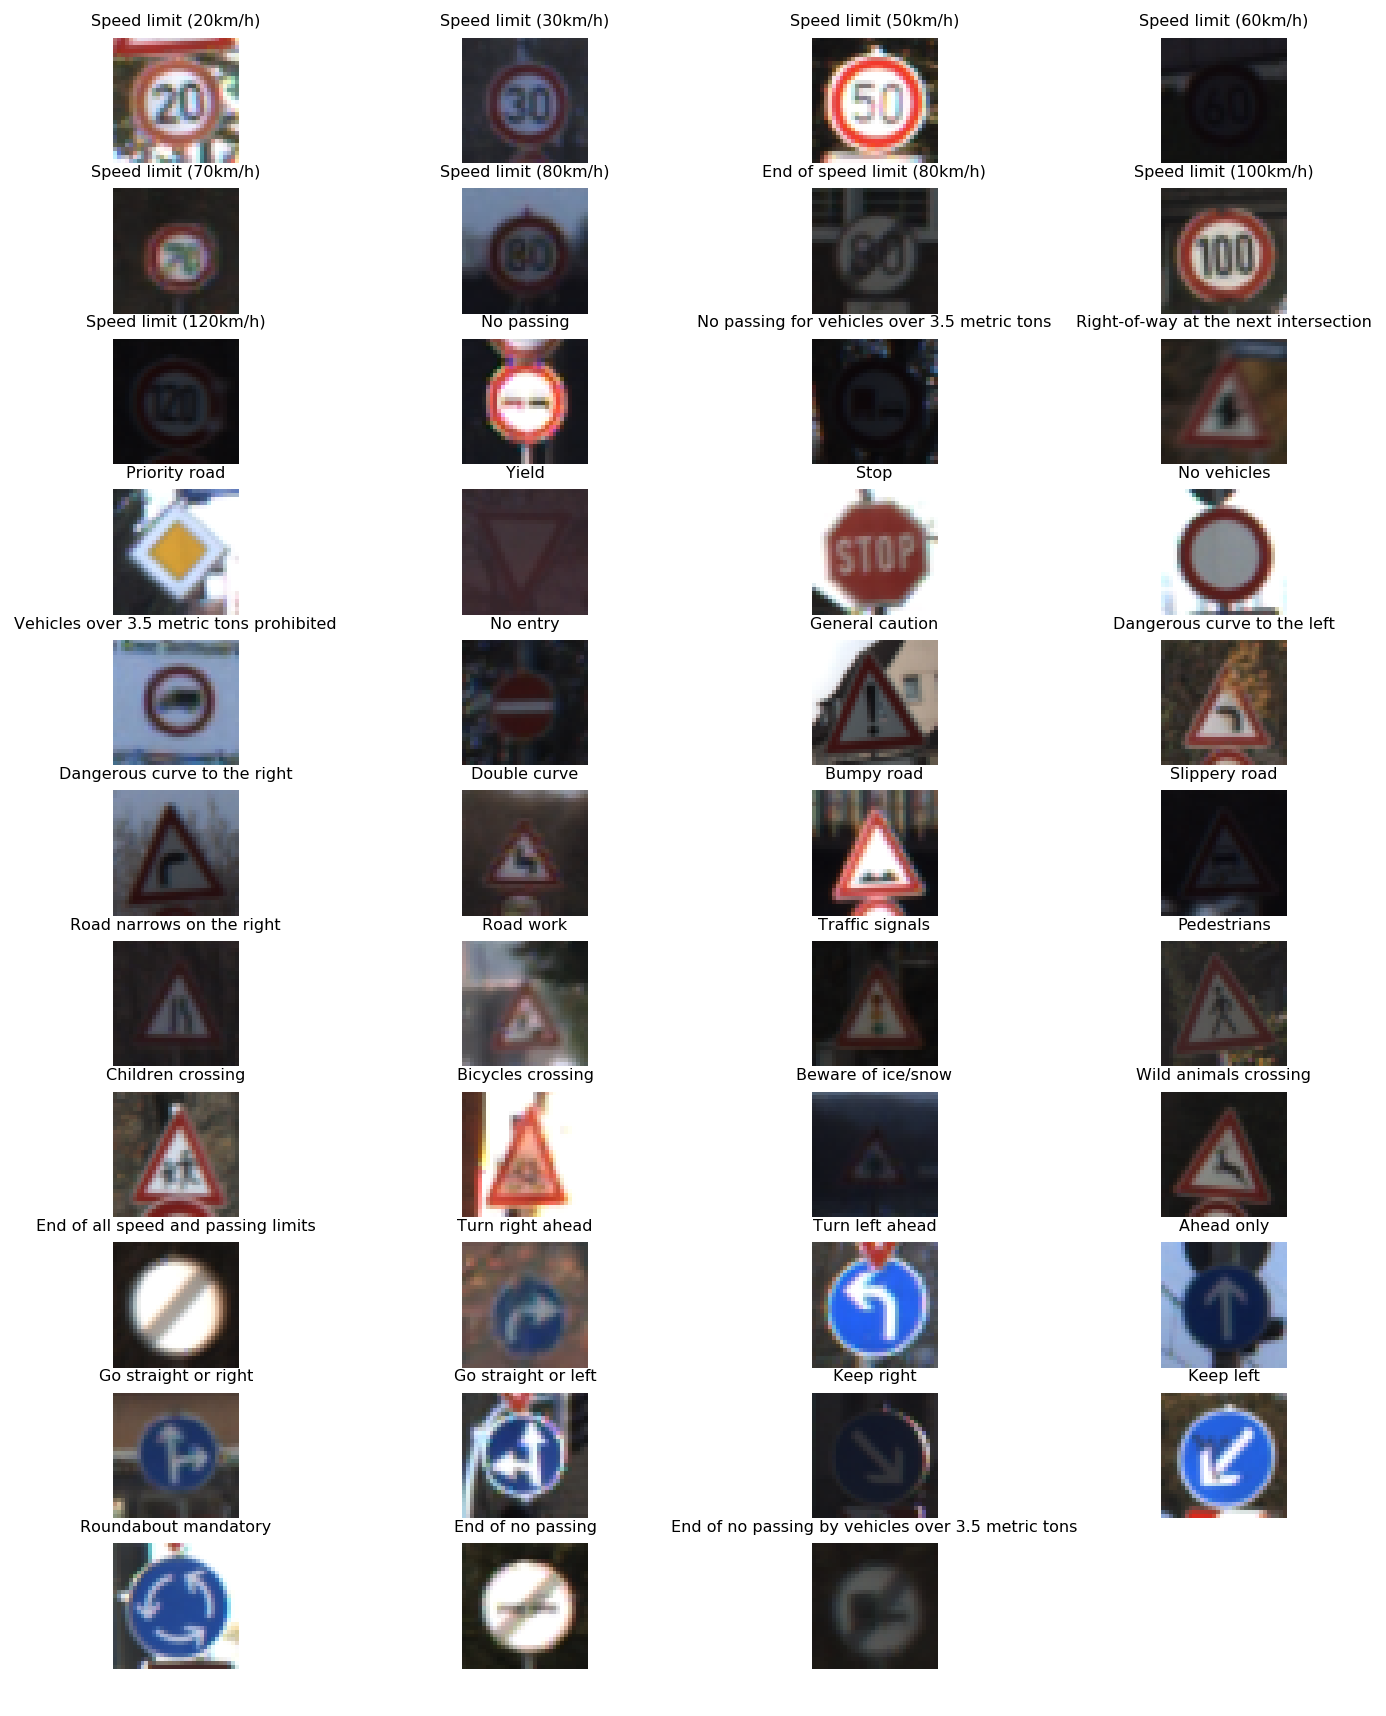 Speed limit (20km/h) Speed limit (30km/h) Speed limit (50km/h) Speed limit (60km/h)
20 30 50 60
Speed limit (70km/h) Speed limit (80km/h) End of speed limit (80km/h) Speed limit (100km/h)
70 80 80 100
Speed limit (120km/h) No passing No passing for vehicles over 3.5 metric tons Right-of-way at the next intersection
120
Priority road Yield Stop No vehicles
STOP
Vehicles over 3.5 metric tons prohibited No entry General caution Dangerous curve to the left
Dangerous curve to the right Double curve Bumpy road Slippery road
Road narrows on the right Road work Traffic signals Pedestrians
Children crossing Bicycles crossing Beware of ice/snow Wild animals crossing
End of all speed and passing limits Turn right ahead Turn left ahead Ahead only
Go straight or right Go straight or left Keep right Keep left
Roundabout mandatory End of no passing End of no passing by vehicles over 3.5 metric tons